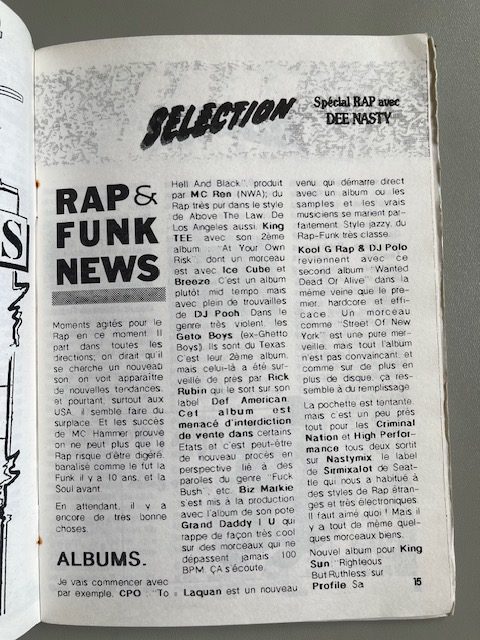 SELECTION
Spécial RAP avec
DEE NASTY
RAP &
FUNK
NEWS
Moments agités pour le
Rap en ce moment. Il
part dans toutes les
directions; on dirait qu'il
se cherche un nouveau
son, on voit apparaître
de nouvelles tendances,
et pourtant, surtout aux
USA, il semble faire du
surplace. Et les succès
de MC Hammer prouve
on ne peut plus que le
Rap risque d'être digéré,
banalisé comme le fut la
Funk il y a 10 ans, et la
Soul avant.
En attendant, il y a
encore de très bonne
choses.
ALBUMS.
Je vais commencer avec
par exemple, CPO : "To
Hell And Black", produit
par MC Ren (NWA); du
Rap très pur dans le style
de Above The Law. De
Los Angeles aussi, King
TEE avec son 2ème
album : "At Your Own
Risk", dont un morceau
est avec Ice Cube et
Breeze. C'est un album
plutôt mid tempo mais
avec plein de trouvailles
de DJ Pooh. Dans le
genre très violent, les
Geto Boys (ex-Ghetto
Boys). Ils sont du Texas.
C'est leur 2ème album,
mais celui-là a été sur-
veillé de près par Rick
Rubin qui le sort sur son
label Def American.
Cet album est
menacé d'interdiction
de vente dans certains
Etats et c'est peut-être
de nouveau procès en
perspective lié à des
paroles du genre "Fuck
Bush", etc. Biz Markie
s'est mis à la production
avec l'album de son pote
Grand Daddy I U qui
rappe de façon très cool
sur des morceaux qui ne
dépassent jamais 100
BPM. ÇA s'écoute.
Laquan est un nouveau
venu qui démarre direct
avec un album ou les
samples et les vrais
musiciens se marient par-
faitement. Style jazzy, du
Rap-Funk très classe.
Kool G Rap & DJ Polo
reviennent avec ce
second album "Wanted
Dead Or Alive" dans la
même veine que le pre-
mier, hardcore et effi-
cace. Un morceau
comme "Street Of New
York" est une pure mer-
veille, mais tout l'album
n'est pas convaincant, et
comme sur de plus en
plus de disque, ça res-
semble à du remplissage.
La pochette est tentante,
mais c'est un peu près
tout pour les Criminal
Nation et High Perfor-
mance tous deux sortit
sur Nastymix, le label
de Sirmixalot de Seat-
tle qui nous a habitué à
des styles de Rap étran-
ges et très électroniques.
Il faut aimé quoi ! Mais il
y a tout de même quel-
ques morceaux biens.
Nouvel album pour King
Sun : "Righteous
But Ruthless" sur
Profile. Sa
15